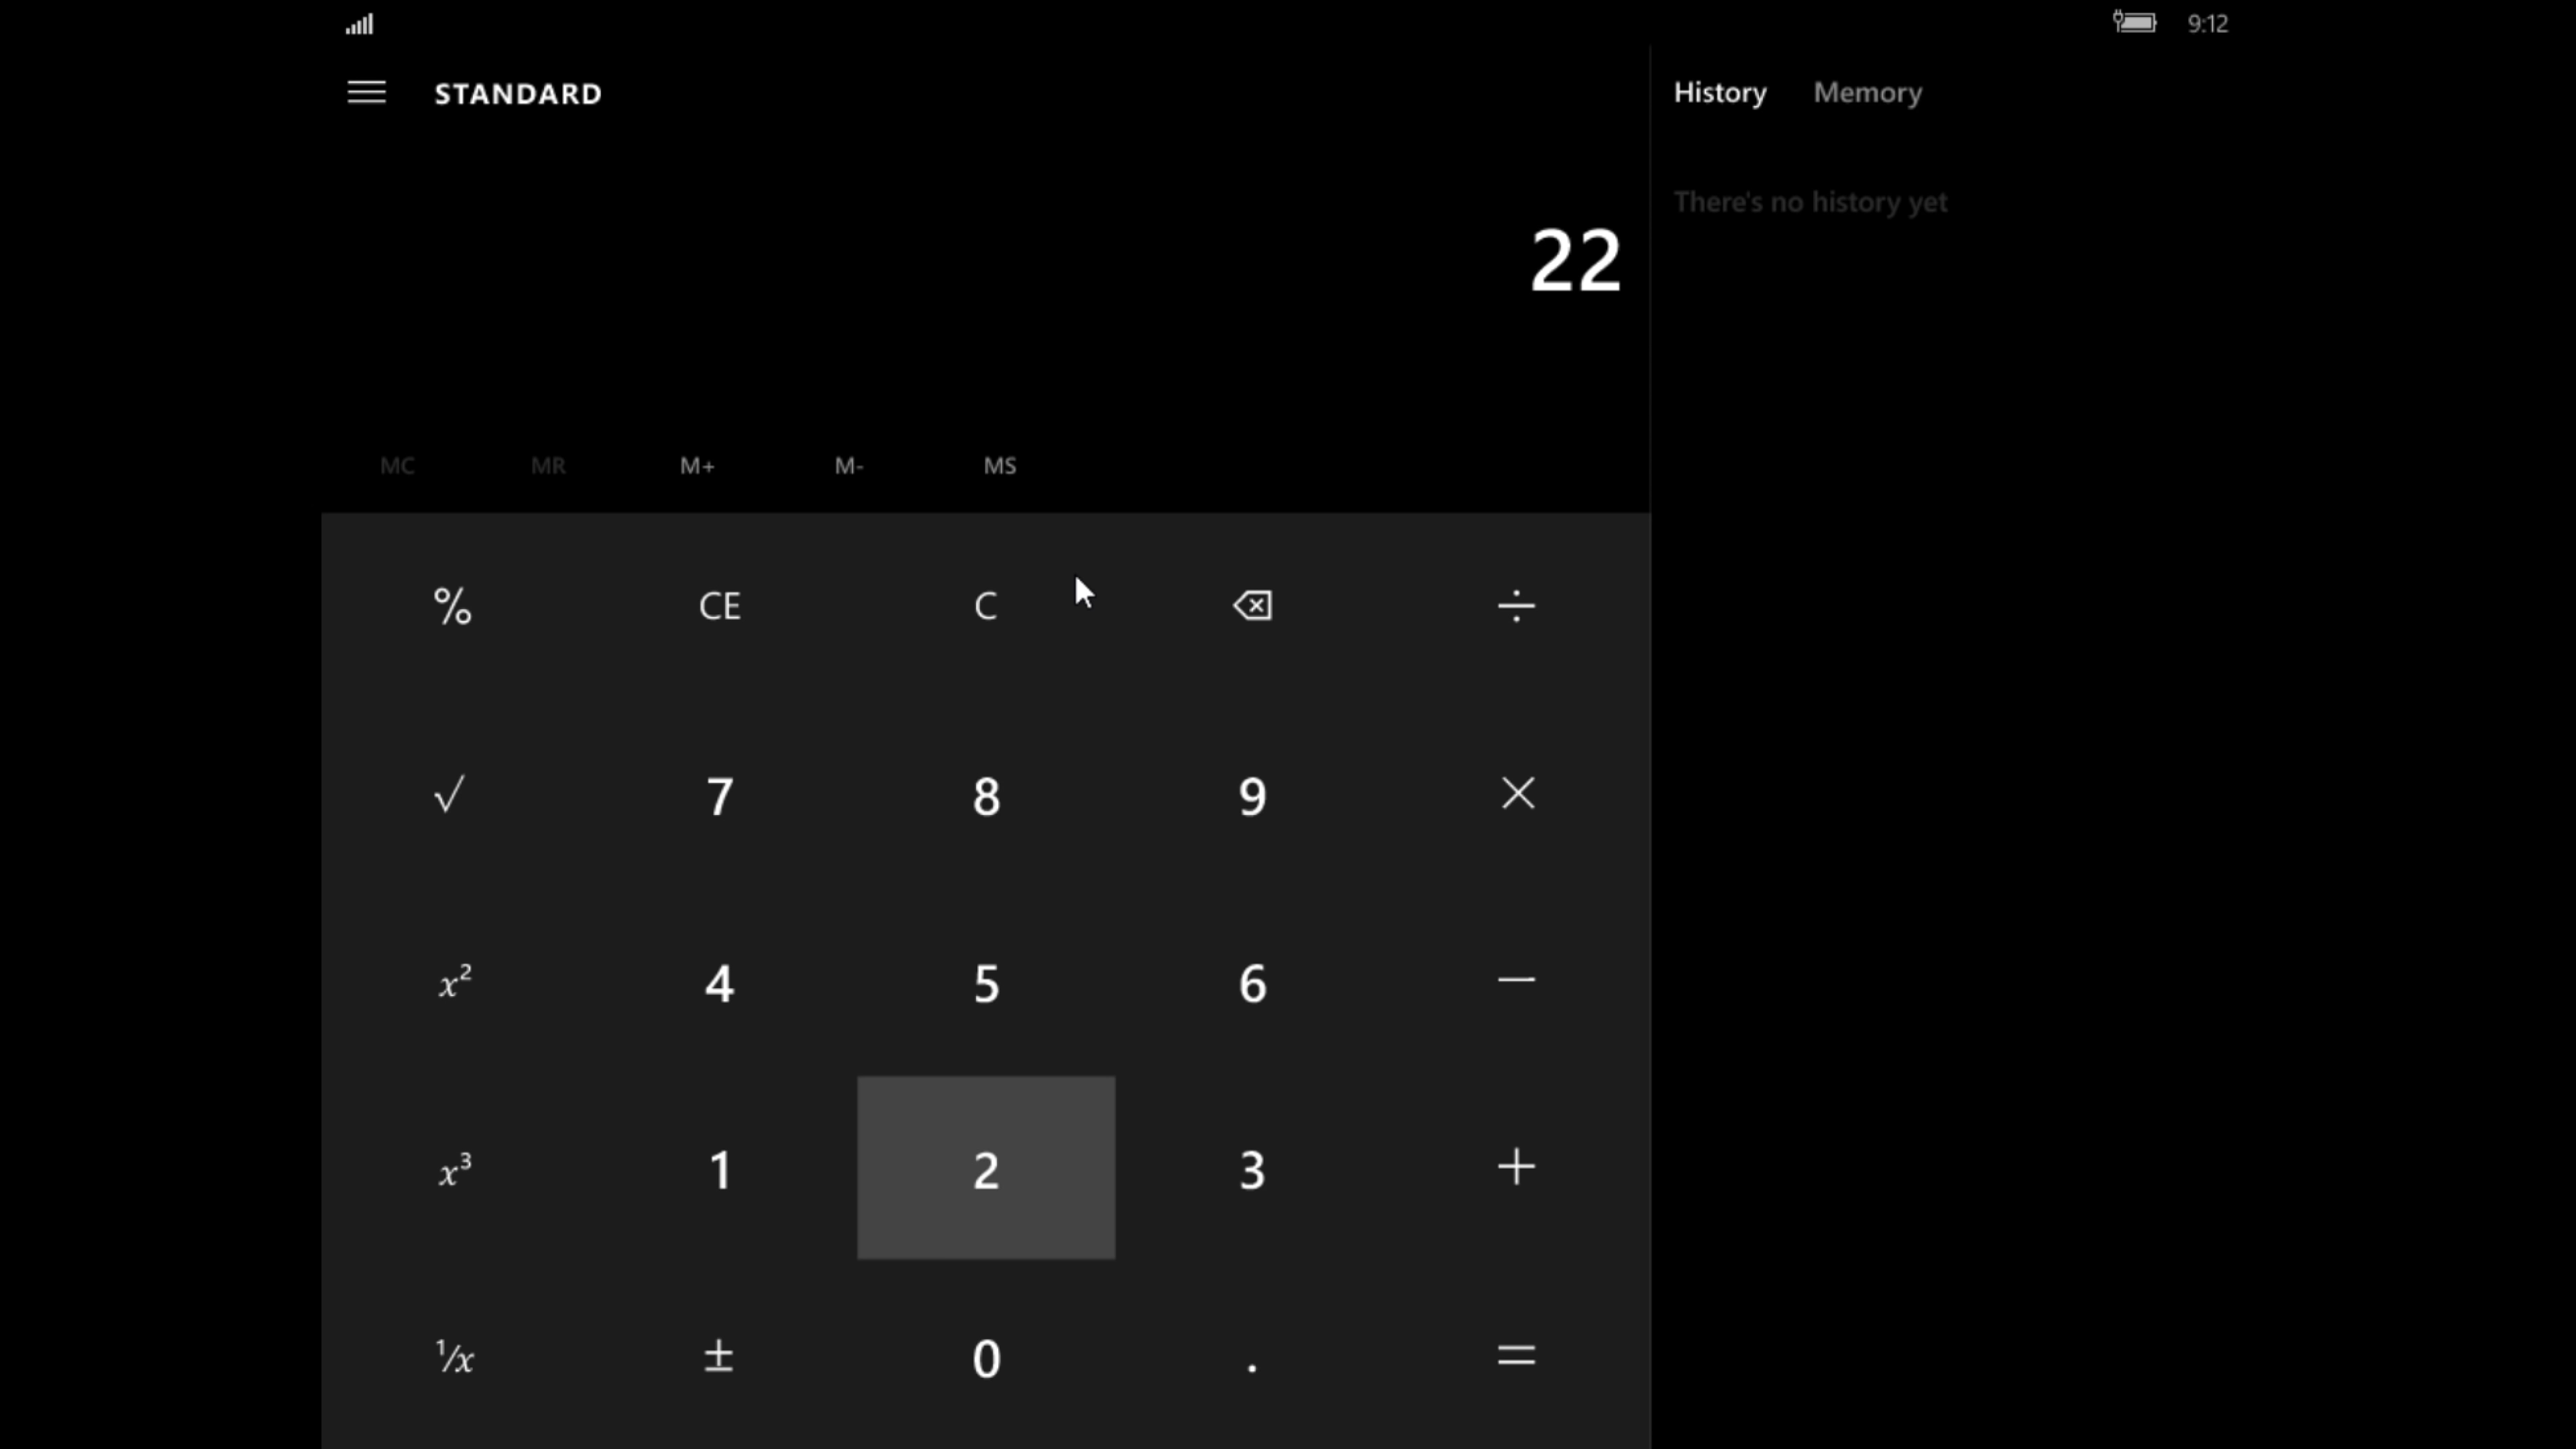 9:12
STANDARD
History Memory
There's no history yet
22
MC MR M+ M- MS
% CE C ÷
√ 7 8 9 ×
x² 4 5 6 −
x³ 1 2 3 +
¹/x ± 0 . =